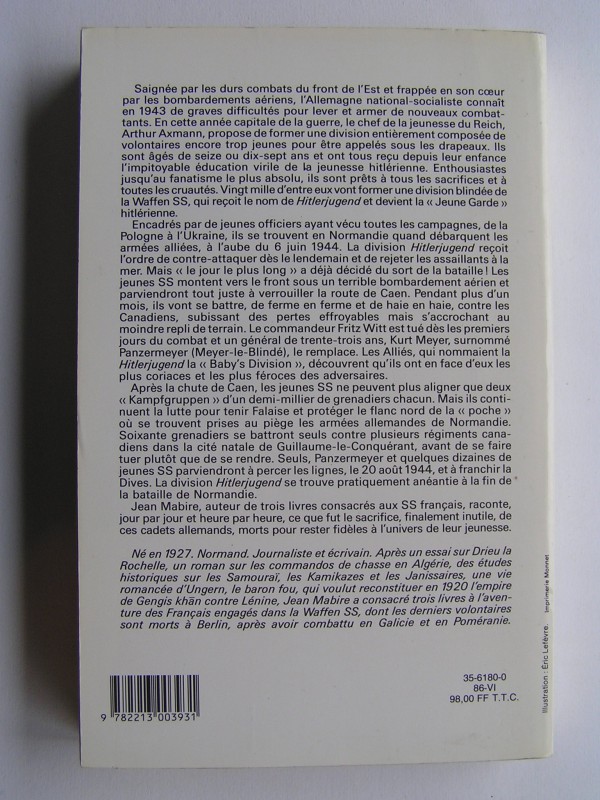 Saignée par les durs combats du front de l'Est et frappée en son cœur
par les bombardements aériens, l'Allemagne national-socialiste connaît
en 1943 de graves difficultés pour lever et armer de nouveaux combat-
tants. En cette année capitale de la guerre, le chef de la jeunesse du Reich,
Arthur Axmann, propose de former une division entièrement composée de
volontaires encore trop jeunes pour être appelés sous les drapeaux. Ils
sont âgés de seize ou dix-sept ans et ont tous reçu depuis leur enfance
l'impitoyable éducation virile de la jeunesse hitlérienne. Enthousiastes
jusqu'au fanatisme le plus absolu, ils sont prêts à tous les sacrifices et à
toutes les cruautés. Vingt mille d'entre eux vont former une division blindée de
la Waffen SS, qui reçoit le nom de Hitlerjugend et devient la « Jeune Garde »
hitlérienne.
Encadrés par de jeunes officiers ayant vécu toutes les campagnes, de la
Pologne à l'Ukraine, ils se trouvent en Normandie quand débarquent les
armées alliées, à l'aube du 6 juin 1944. La division Hitlerjugend reçoit
l'ordre de contre-attaquer dès le lendemain et de rejeter les assaillants à la
mer. Mais « le jour le plus long » a déjà décidé du sort de la bataille! Les
jeunes SS montent vers le front sous un terrible bombardement aérien et
parviendront tout juste à verrouiller la route de Caen. Pendant plus d'un
mois, ils vont se battre, de ferme en ferme et de haie en haie, contre les
Canadiens, subissant des pertes effroyables mais s'accrochant au
moindre repli de terrain. Le commandeur Fritz Witt est tué dès les premiers
jours du combat et un général de trente-trois ans, Kurt Meyer, surnommé
Panzermeyer (Meyer-le-Blindé), le remplace. Les Alliés, qui nommaient la
Hitlerjugend la « Baby's Division », découvrent qu'ils ont en face d'eux les
plus coriaces et les plus féroces des adversaires.
Après la chute de Caen, les jeunes SS ne peuvent plus aligner que deux
« Kampfgruppen » d'un demi-millier de grenadiers chacun. Mais ils conti-
nuent la lutte pour tenir Falaise et protéger le flanc nord de la « poche »
où se trouvent prises au piège les armées allemandes de Normandie.
Soixante grenadiers se battront seuls contre plusieurs régiments cana-
diens dans la cité natale de Guillaume-le-Conquérant, avant de se faire
tuer plutôt que de se rendre. Seuls, Panzermeyer et quelques dizaines de
jeunes SS parviendront à percer les lignes, le 20 août 1944, et à franchir la
Dives. La division Hitlerjugend se trouve pratiquement anéantie à la fin de
la bataille de Normandie.
Jean Mabire, auteur de trois livres consacrés aux SS français, raconte,
jour par jour et heure par heure, ce que fut le sacrifice, finalement inutile, de
ces cadets allemands, morts pour rester fidèles à l'univers de leur jeunesse.
Né en 1927. Normand. Journaliste et écrivain. Après un essai sur Drieu la
Rochelle, un roman sur les commandos de chasse en Algérie, des études
historiques sur les Samouraï, les Kamikazes et les Janissaires, une vie
romancée d'Ungern, le baron fou, qui voulut reconstituer en 1920 l'empire
de Gengis khān contre Lénine, Jean Mabire a consacré trois livres à l'aven-
ture des Français engagés dans la Waffen SS, dont les derniers volontaires
sont morts à Berlin, après avoir combattu en Galicie et en Poméranie.
35-6180-0
86-VI
98,00 FF T.T.C.
9 782213 003931
Illustration : Éric Lefèvre. Imprimerie Monnet